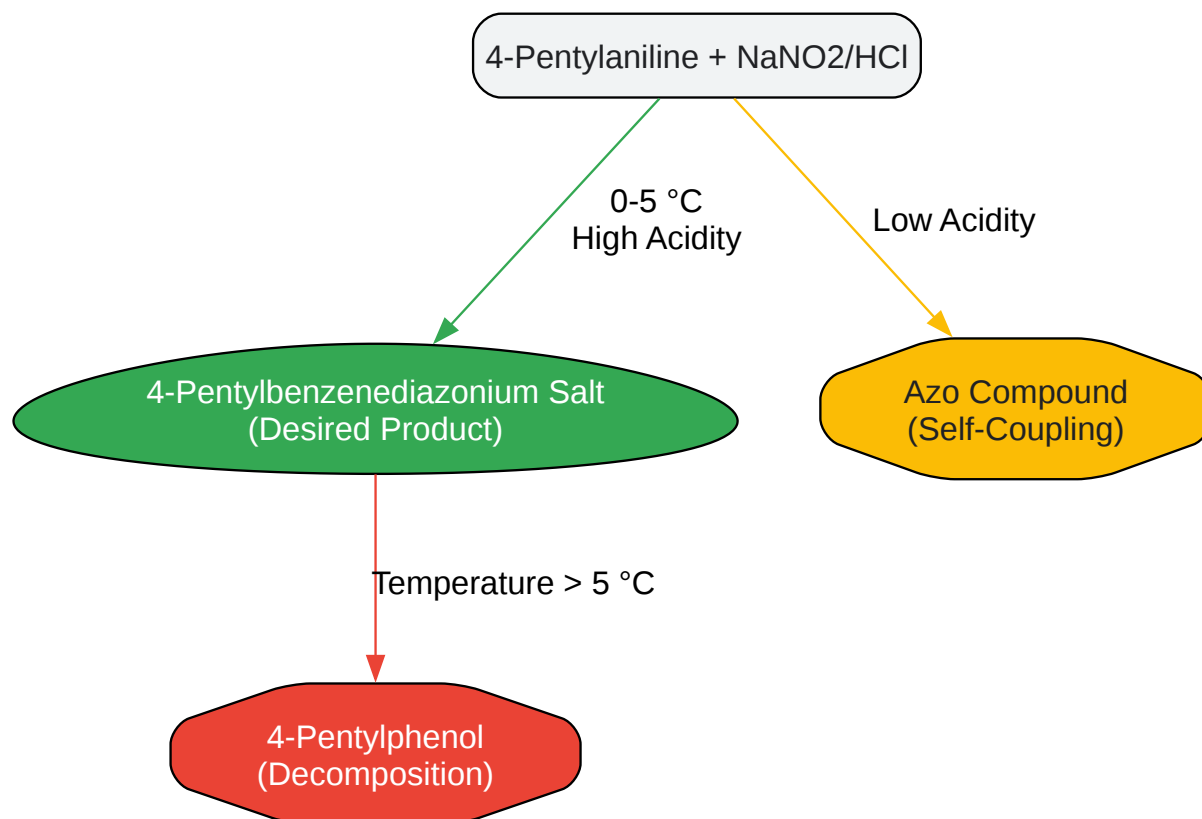 4-Pentylaniline + NaNO2/HCl
0-5 °C
High Acidity
Low Acidity
4-Pentylbenzenediazonium Salt
(Desired Product)
Azo Compound
(Self-Coupling)
Temperature > 5 °C
4-Pentylphenol
(Decomposition)